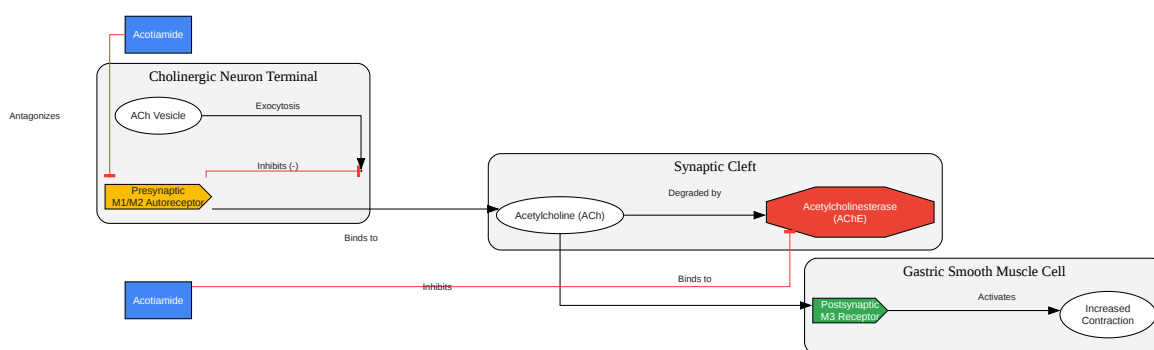 Acotiamide
Cholinergic Neuron Terminal
Exocytosis
Antagonizes
ACh Vesicle
Inhibits (-)
Synaptic Cleft
Presynaptic
M1/M2 Autoreceptor
Degraded by
Acetylcholinesterase
(AChE)
Acetylcholine (ACh)
Binds to
Gastric Smooth Muscle Cell
Binds to
Inhibits
Acotiamide
Activates
Postsynaptic
M3 Receptor
Increased
Contraction